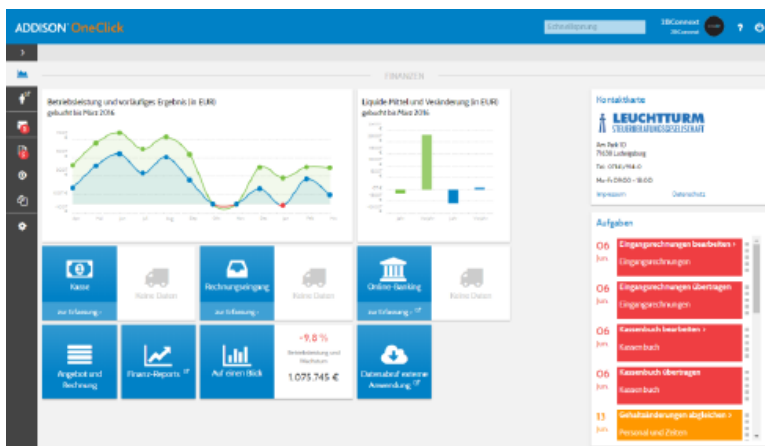 ADDISON OneClick
Schnellsprung
3BConnect
3BConnect
?
FINANZEN
Betriebsleistung und vorläufiges Ergebnis (in EUR)
gebucht bis März 2016
Liquide Mittel und Veränderung (in EUR)
gebucht bis März 2016
Kontaktkarte
LEUCHTTURM
STEUERBERATUNGSGESELLSCHAFT
Am Park 10
71638 Ludwigsburg
Mo-Fr 09:00 - 18:00
Impressum
Datenschutz
Aufgaben
06 Jun
Eingangsrechnungen bearbeiten ›
Eingangsrechnungen
06 Jun
Eingangsrechnungen übertragen
Eingangsrechnungen
06 Jun
Kassenbuch bearbeiten ›
Kassenbuch
06 Jun
Kassenbuch übertragen
Kassenbuch
13 Jun
Gehaltsänderungen abgleichen ›
Personal und Zeiten
Kasse
zur Erfassung ›
Keine Daten
Rechnungseingang
zur Erfassung ›
Keine Daten
Online-Banking
zur Erfassung ›
Keine Daten
Angebot und
Rechnung
Finanz-Reports
Auf einen Blick
-9,8 %
Betriebsleistung und
Wachstum
1.075.745 €
Datenabruf externe
Anwendung